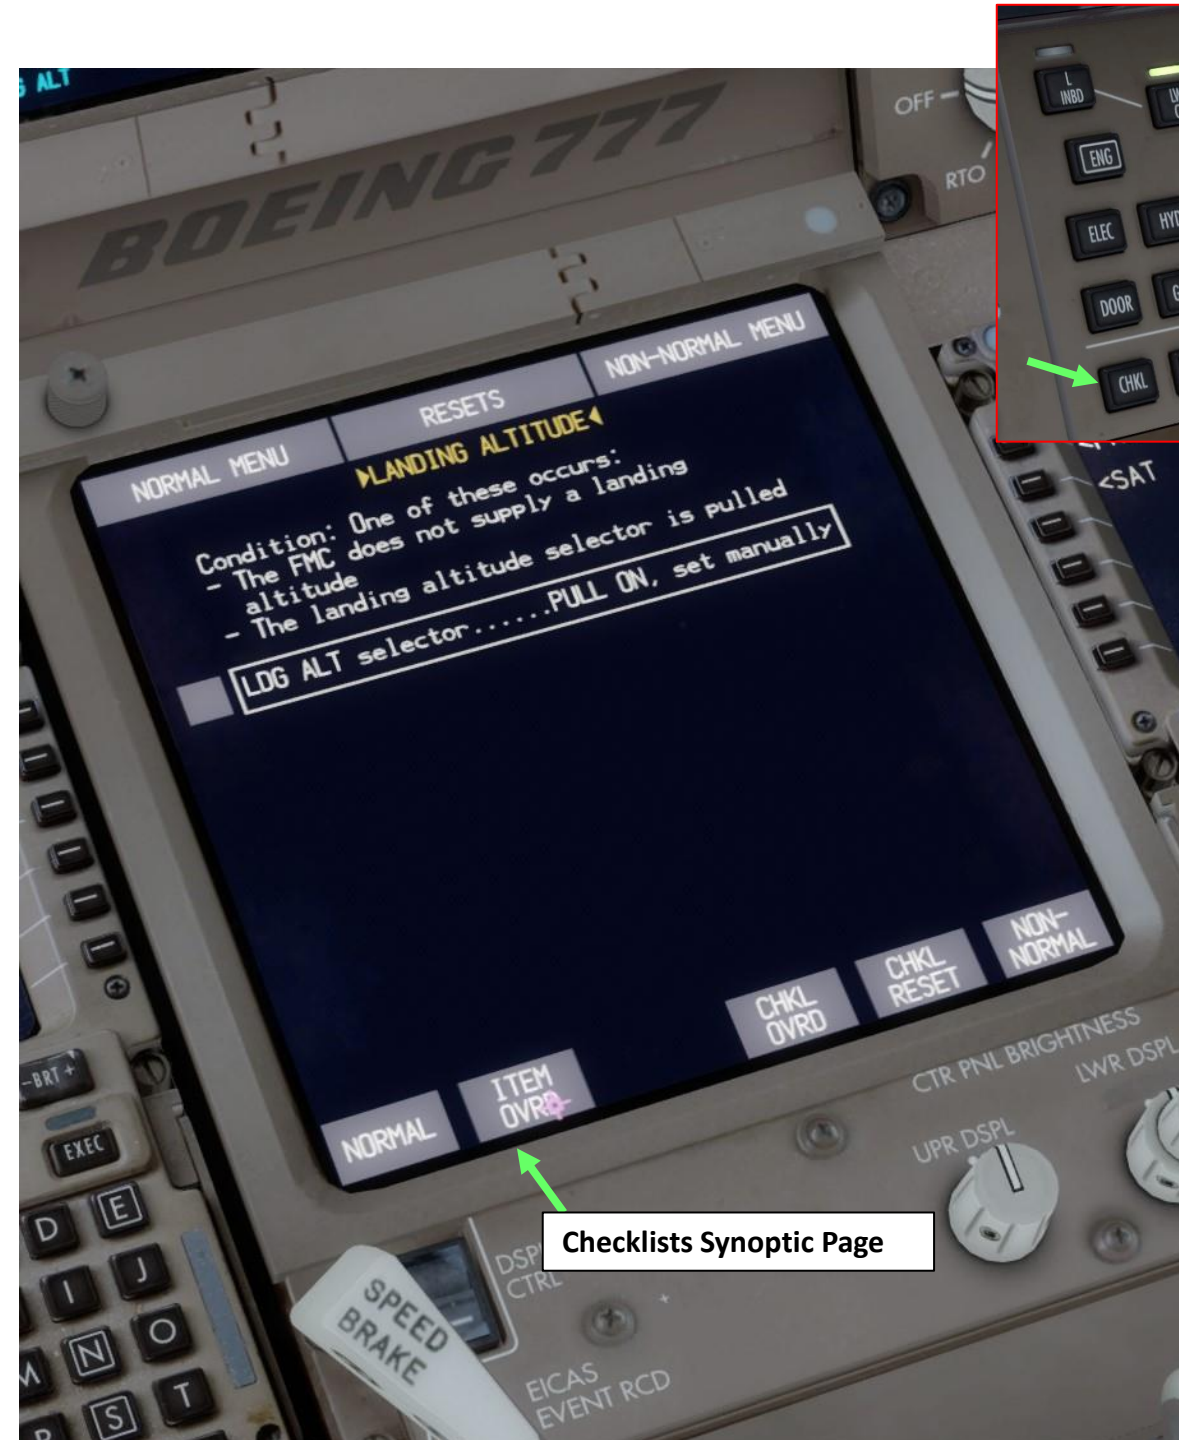 ALT
BOEING 777
OFF
RTO
L
INBD
ENG
ELEC
DOOR
CHKL
<SAT
NORMAL MENU
RESETS
NON-NORMAL MENU
▶LANDING ALTITUDE◀
Condition: One of these occurs:
- The FMC does not supply a landing
altitude
- The landing altitude selector is pulled
LDG ALT selector......PULL ON, set manually
NORMAL
ITEM
OVRD
CHKL
OVRD
CHKL
RESET
NON-
NORMAL
CTR PNL BRIGHTNESS
UPR DSPL
LWR DSPL
Checklists Synoptic Page
-BRT+
EXEC
D
E
I
J
M
N
O
R
S
T
SPEED
BRAKE
CTRL
EICAS
EVENT RCD